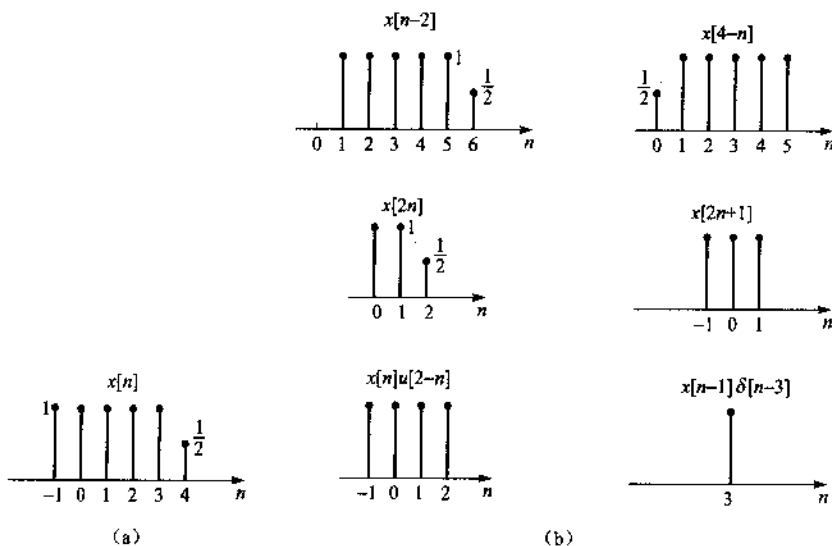 x[n-2]
1
1/2
0 1 2 3 4 5 6 n
x[4-n]
1/2
0 1 2 3 4 5 n
x[2n]
1
1/2
0 1 2 n
x[2n+1]
-1 0 1 n
x[n]
1
1/2
-1 0 1 2 3 4 n
x[n]u[2-n]
-1 0 1 2 n
x[n-1]δ[n-3]
3 n
(a)
(b)